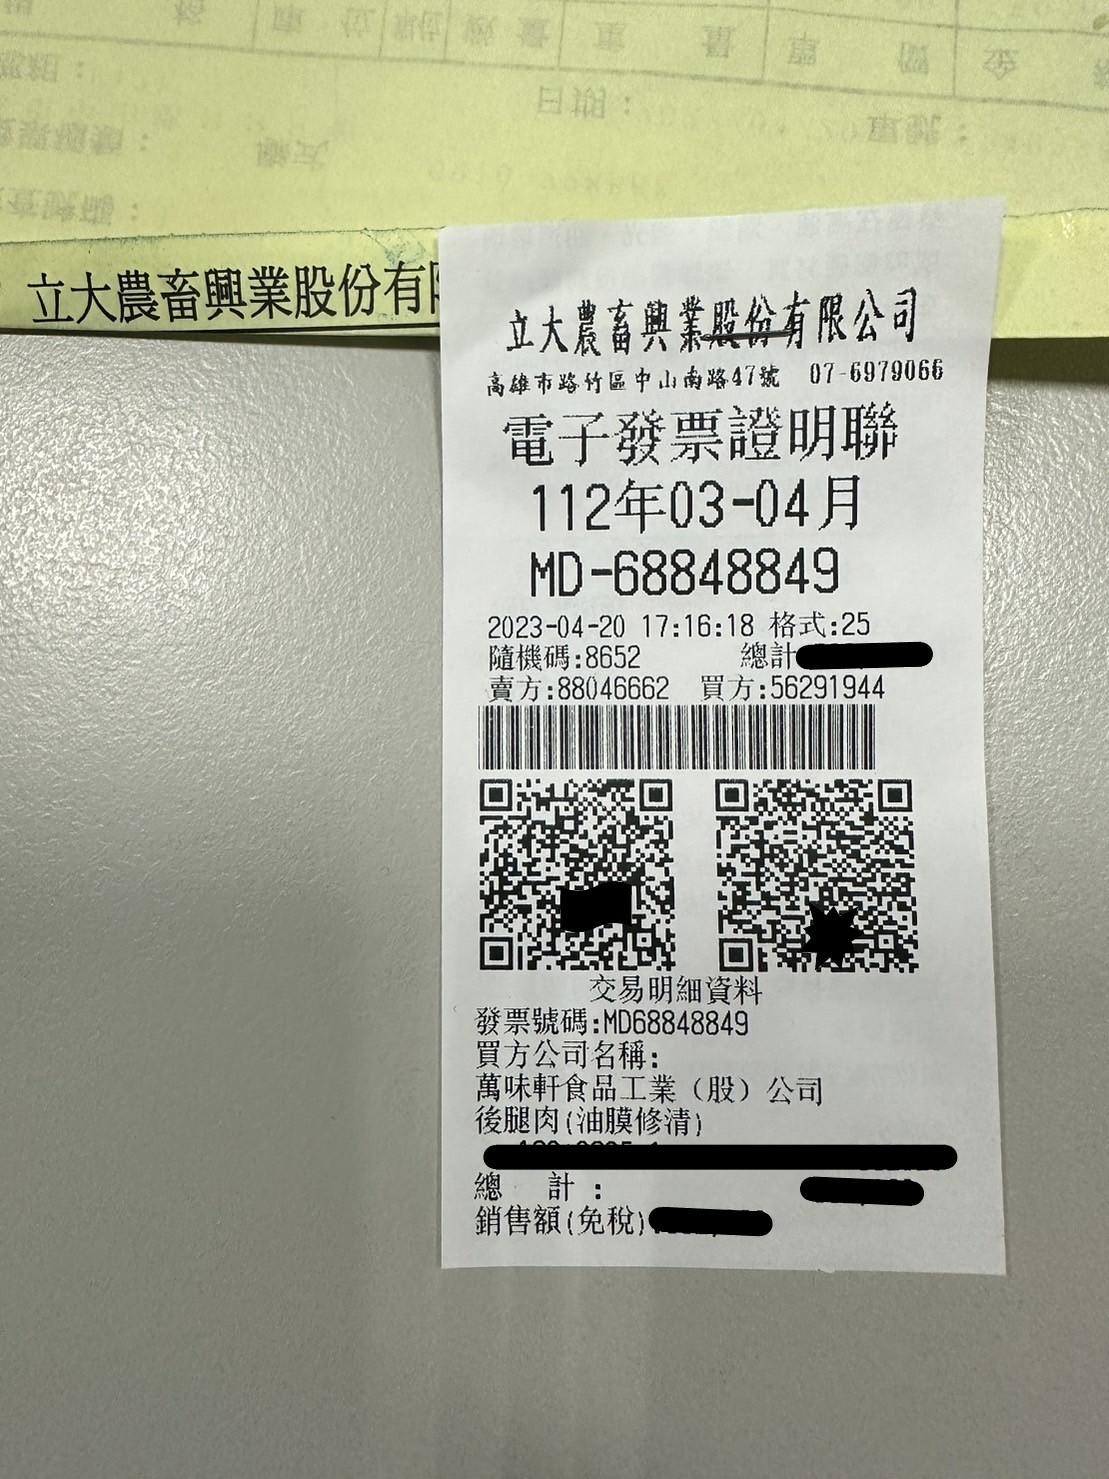 立大農畜興業股份有
立大農畜興業股份有限公司
高雄市路竹區中山南路47號 07-6979066
電子發票證明聯
112年03-04月
MD-68848849
2023-04-20 17:16:18 格式:25
隨機碼:8652 總計
賣方:88046662 買方:56291944
交易明細資料
發票號碼:MD68848849
買方公司名稱:
萬味軒食品工業（股）公司
後腿肉(油膜修清)
總 計:
銷售額(免稅)